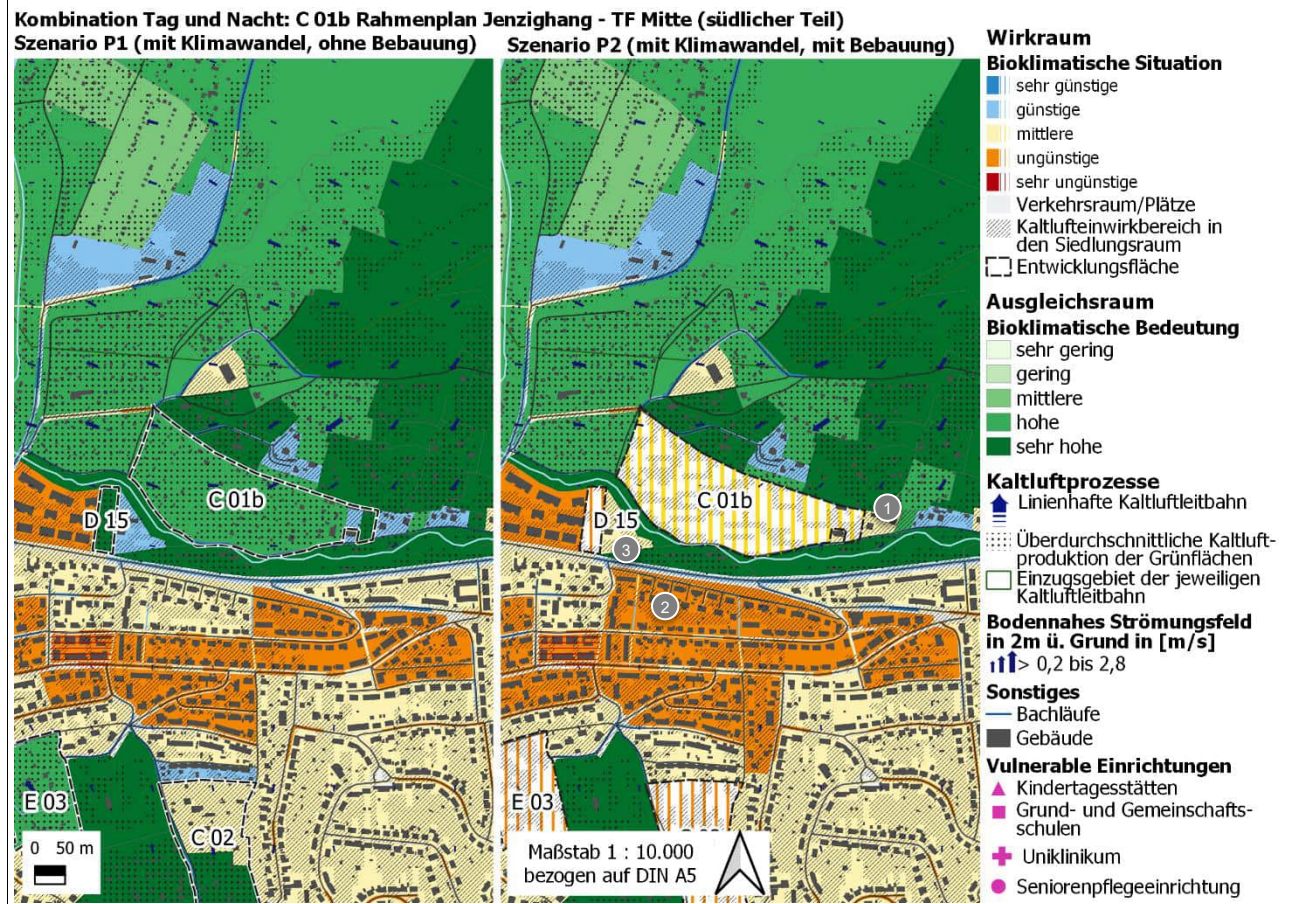 Kombination Tag und Nacht: C 01b Rahmenplan Jenzighang - TF Mitte (südlicher Teil)
Szenario P1 (mit Klimawandel, ohne Bebauung)
Szenario P2 (mit Klimawandel, mit Bebauung)
C 01b
D 15
E 03
C 02
0 50 m
C 01b
D 15
E 03
1
2
3
Maßstab 1 : 10.000
bezogen auf DIN A5
Wirkraum
Bioklimatische Situation
sehr günstige
günstige
mittlere
ungünstige
sehr ungünstige
Verkehrsraum/Plätze
Kaltlufteinwirkbereich in
den Siedlungsraum
Entwicklungsfläche
Ausgleichsraum
Bioklimatische Bedeutung
sehr gering
gering
mittlere
hohe
sehr hohe
Kaltluftprozesse
Linienhafte Kaltluftleitbahn
Überdurchschnittliche Kaltluft-
produktion der Grünflächen
Einzugsgebiet der jeweiligen
Kaltluftleitbahn
Bodennahes Strömungsfeld
in 2m ü. Grund in [m/s]
> 0,2 bis 2,8
Sonstiges
Bachläufe
Gebäude
Vulnerable Einrichtungen
Kindertagesstätten
Grund- und Gemeinschafts-
schulen
Uniklinikum
Seniorenpflegeeinrichtung